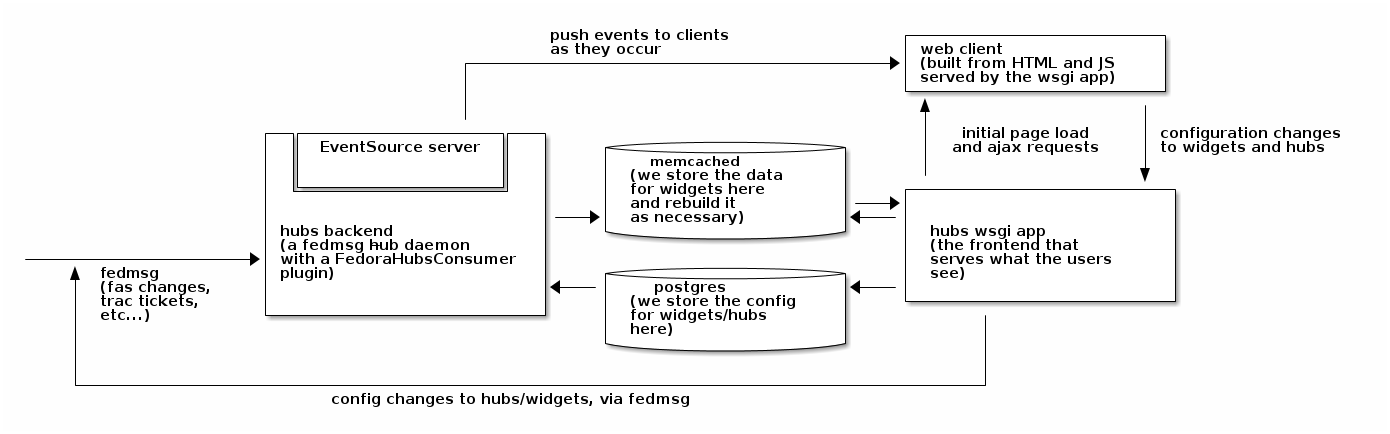 push events to clients
as they occur
web client
(built from HTML and JS
served by the wsgi app)
EventSource server
memcached
(we store the data
for widgets here
and rebuild it
as necessary)
initial page load
and ajax requests
configuration changes
to widgets and hubs
hubs backend
(a fedmsg-hub daemon
with a FedoraHubsConsumer
plugin)
hubs wsgi app
(the frontend that
serves what the users
see)
fedmsg
(fas changes,
trac tickets,
etc...)
postgres
(we store the config
for widgets/hubs
here)
config changes to hubs/widgets, via fedmsg